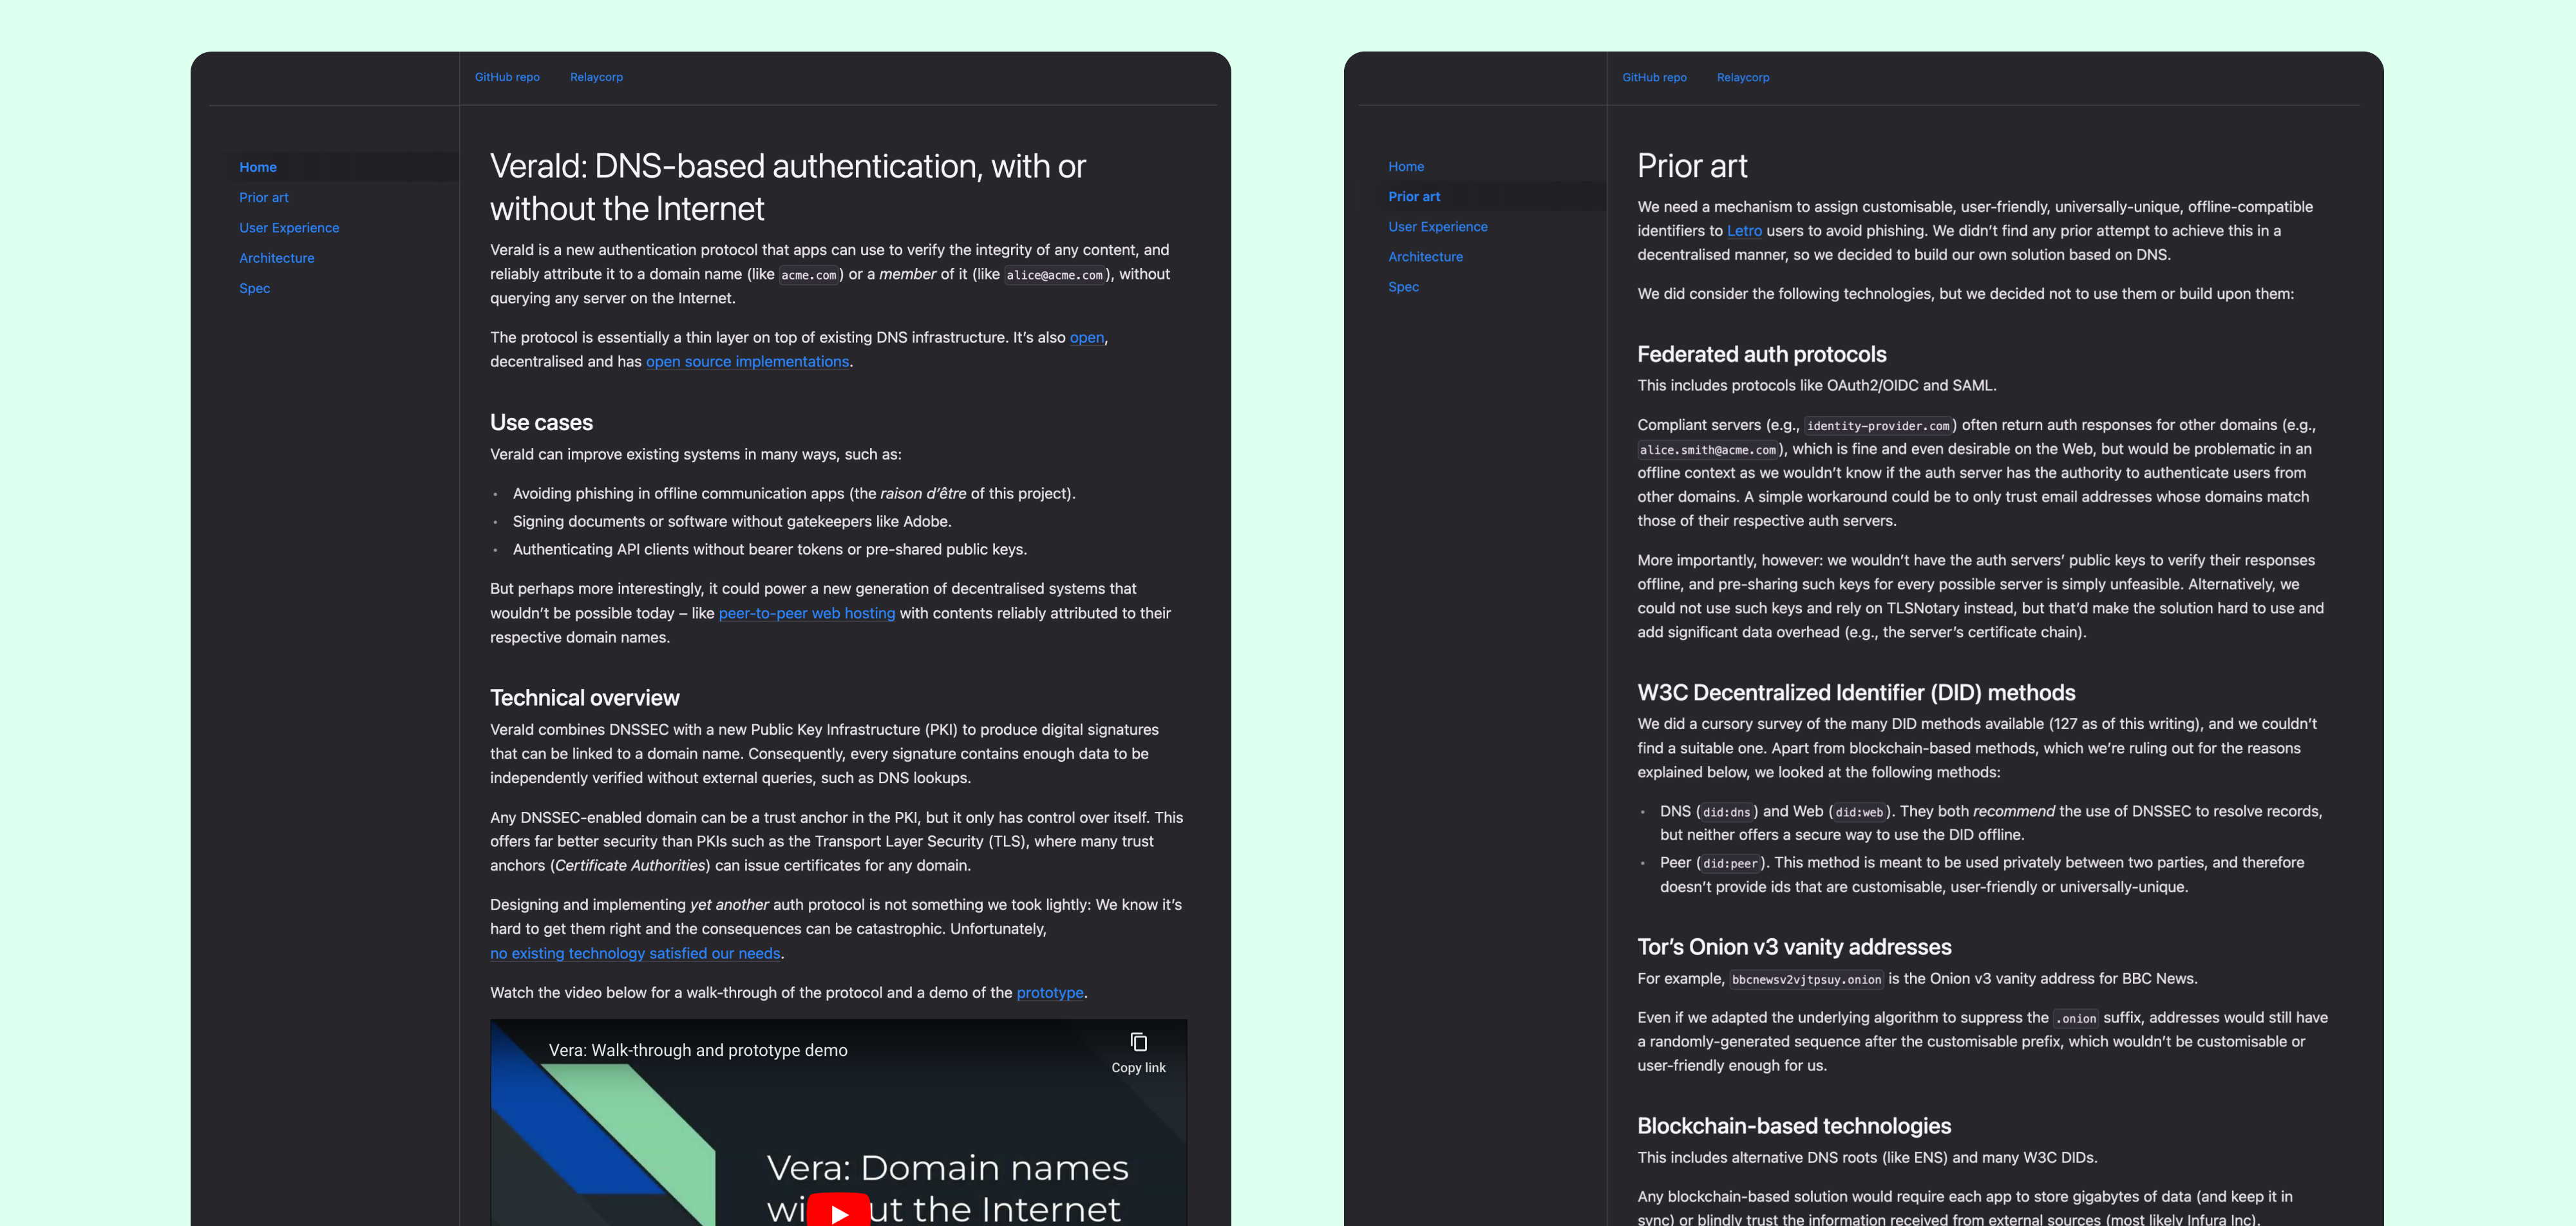 GitHub repo Relaycorp
Home
Prior art
User Experience
Architecture
Spec
VeraId: DNS-based authentication, with or
without the Internet
VeraId is a new authentication protocol that apps can use to verify the integrity of any content, and
reliably attribute it to a domain name (like acme.com) or a member of it (like alice@acme.com), without
querying any server on the Internet.
The protocol is essentially a thin layer on top of existing DNS infrastructure. It’s also open,
decentralised and has open source implementations.
Use cases
VeraId can improve existing systems in many ways, such as:
• Avoiding phishing in offline communication apps (the raison d’être of this project).
• Signing documents or software without gatekeepers like Adobe.
• Authenticating API clients without bearer tokens or pre-shared public keys.
But perhaps more interestingly, it could power a new generation of decentralised systems that
wouldn’t be possible today – like peer-to-peer web hosting with contents reliably attributed to their
respective domain names.
Technical overview
VeraId combines DNSSEC with a new Public Key Infrastructure (PKI) to produce digital signatures
that can be linked to a domain name. Consequently, every signature contains enough data to be
independently verified without external queries, such as DNS lookups.
Any DNSSEC-enabled domain can be a trust anchor in the PKI, but it only has control over itself. This
offers far better security than PKIs such as the Transport Layer Security (TLS), where many trust
anchors (Certificate Authorities) can issue certificates for any domain.
Designing and implementing yet another auth protocol is not something we took lightly: We know it’s
hard to get them right and the consequences can be catastrophic. Unfortunately,
no existing technology satisfied our needs.
Watch the video below for a walk-through of the protocol and a demo of the prototype.
Vera: Walk-through and prototype demo
Copy link
Vera: Domain names
the Internet
GitHub repo Relaycorp
Home
Prior art
User Experience
Architecture
Spec
Prior art
We need a mechanism to assign customisable, user-friendly, universally-unique, offline-compatible
identifiers to Letro users to avoid phishing. We didn’t find any prior attempt to achieve this in a
decentralised manner, so we decided to build our own solution based on DNS.
We did consider the following technologies, but we decided not to use them or build upon them:
Federated auth protocols
This includes protocols like OAuth2/OIDC and SAML.
Compliant servers (e.g., identity-provider.com) often return auth responses for other domains (e.g.,
alice.smith@acme.com), which is fine and even desirable on the Web, but would be problematic in an
offline context as we wouldn’t know if the auth server has the authority to authenticate users from
other domains. A simple workaround could be to only trust email addresses whose domains match
those of their respective auth servers.
More importantly, however: we wouldn’t have the auth servers’ public keys to verify their responses
offline, and pre-sharing such keys for every possible server is simply unfeasible. Alternatively, we
could not use such keys and rely on TLSNotary instead, but that’d make the solution hard to use and
add significant data overhead (e.g., the server’s certificate chain).
W3C Decentralized Identifier (DID) methods
We did a cursory survey of the many DID methods available (127 as of this writing), and we couldn’t
find a suitable one. Apart from blockchain-based methods, which we’re ruling out for the reasons
explained below, we looked at the following methods:
• DNS (did:dns) and Web (did:web). They both recommend the use of DNSSEC to resolve records,
but neither offers a secure way to use the DID offline.
• Peer (did:peer). This method is meant to be used privately between two parties, and therefore
doesn’t provide ids that are customisable, user-friendly or universally-unique.
Tor’s Onion v3 vanity addresses
For example, bbcnewsv2vjtpsuy.onion is the Onion v3 vanity address for BBC News.
Even if we adapted the underlying algorithm to suppress the .onion suffix, addresses would still have
a randomly-generated sequence after the customisable prefix, which wouldn’t be customisable or
user-friendly enough for us.
Blockchain-based technologies
This includes alternative DNS roots (like ENS) and many W3C DIDs.
Any blockchain-based solution would require each app to store gigabytes of data (and keep it in
sync) or blindly trust the information received from external sources (most likely Infura Inc).